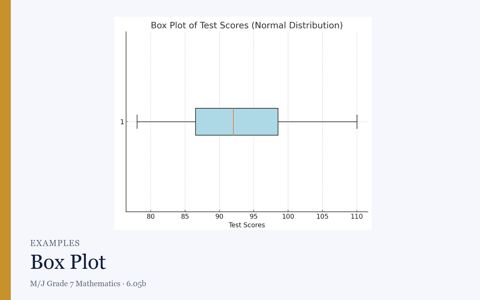 Box Plot of Test Scores (Normal Distribution)
1
80 85 90 95 100 105 110
Test Scores
EXAMPLES
Box Plot
M/J Grade 7 Mathematics · 6.05b